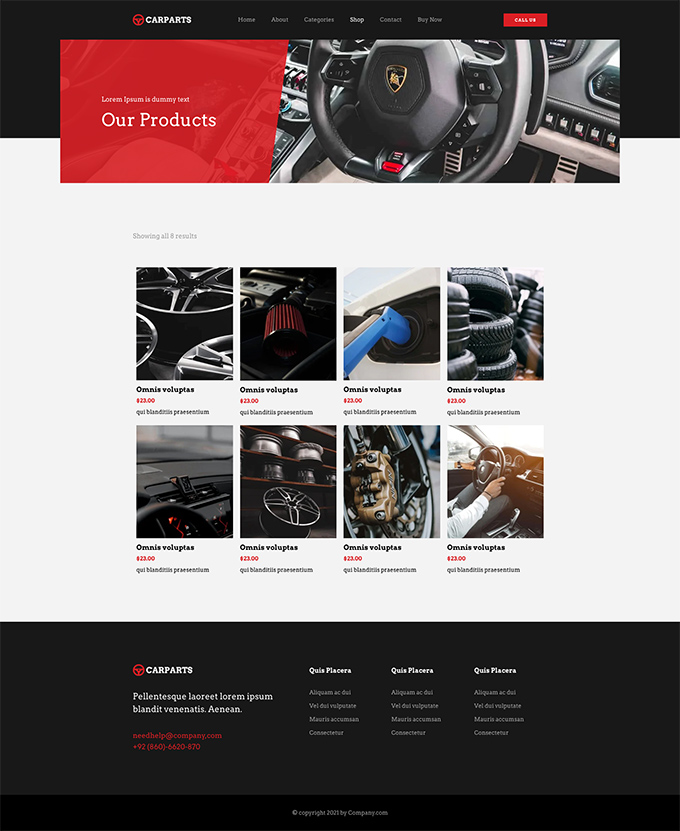 CARPARTS
Home About Categories Shop Contact Buy Now
CALL US
Lorem Ipsum is dummy text
Our Products
Showing all 8 results
Omnis voluptas
$23.00
qui blanditiis praesentium
Omnis voluptas
$23.00
qui blanditiis praesentium
Omnis voluptas
$23.00
qui blanditiis praesentium
Omnis voluptas
$23.00
qui blanditiis praesentium
Omnis voluptas
$23.00
qui blanditiis praesentium
Omnis voluptas
$23.00
qui blanditiis praesentium
Omnis voluptas
$23.00
qui blanditiis praesentium
Omnis voluptas
$23.00
qui blanditiis praesentium
CARPARTS
Pellentesque laoreet lorem ipsum
blandit venenatis. Aenean.
needhelp@company,com
+92 (860)-6620-870
Quis Placera
Aliquam ac dui
Vel dui vulputate
Mauris accumsan
Consectetur
Quis Placera
Aliquam ac dui
Vel dui vulputate
Mauris accumsan
Consectetur
Quis Placera
Aliquam ac dui
Vel dui vulputate
Mauris accumsan
Consectetur
© copyright 2021 by Company.com